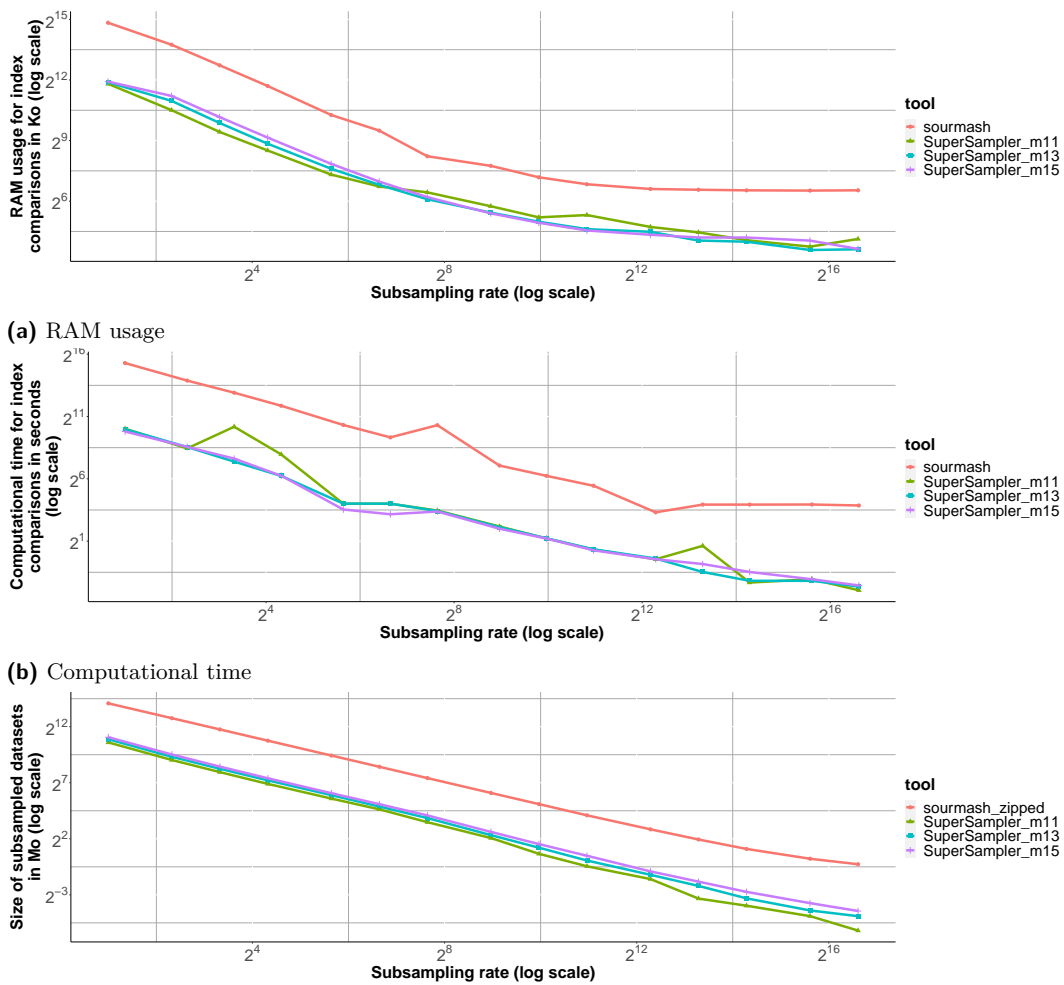 RAM usage for index
comparisons in Ko (log scale)
2^15
2^12
2^9
2^6
2^4
2^8
2^12
2^16
Subsampling rate (log scale)
tool
sourmash
SuperSampler_m11
SuperSampler_m13
SuperSampler_m15
(a) RAM usage
Computational time for index
comparisons in seconds
(log scale)
2^16
2^11
2^6
2^1
2^4
2^8
2^12
2^16
Subsampling rate (log scale)
tool
sourmash
SuperSampler_m11
SuperSampler_m13
SuperSampler_m15
(b) Computational time
Size of subsampled datasets
in Mo (log scale)
2^12
2^7
2^2
2^−3
2^4
2^8
2^12
2^16
Subsampling rate (log scale)
tool
sourmash_zipped
SuperSampler_m11
SuperSampler_m13
SuperSampler_m15